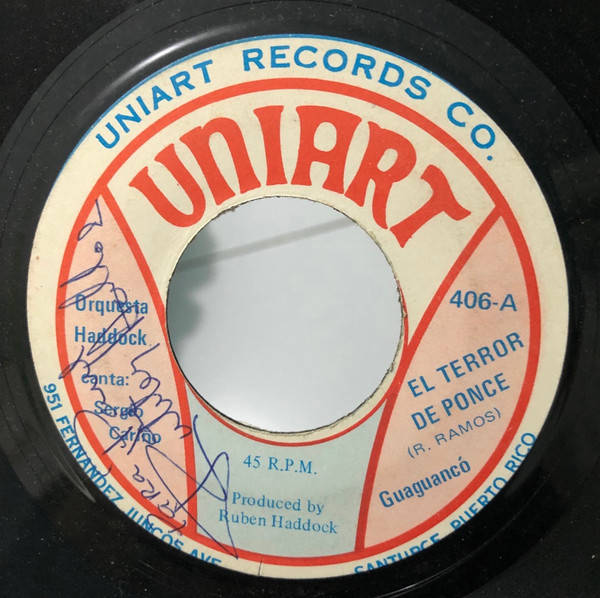 UNIART RECORDS CO.
UNIART
Orquesta
Haddock
canta:
Sergio
Cariño
406-A
EL TERROR
DE PONCE
(R. RAMOS)
Guaguancó
45 R.P.M.
Produced by
Ruben Haddock
951 FERNANDEZ JUNCOS AVE. SANTURCE, PUERTO RICO